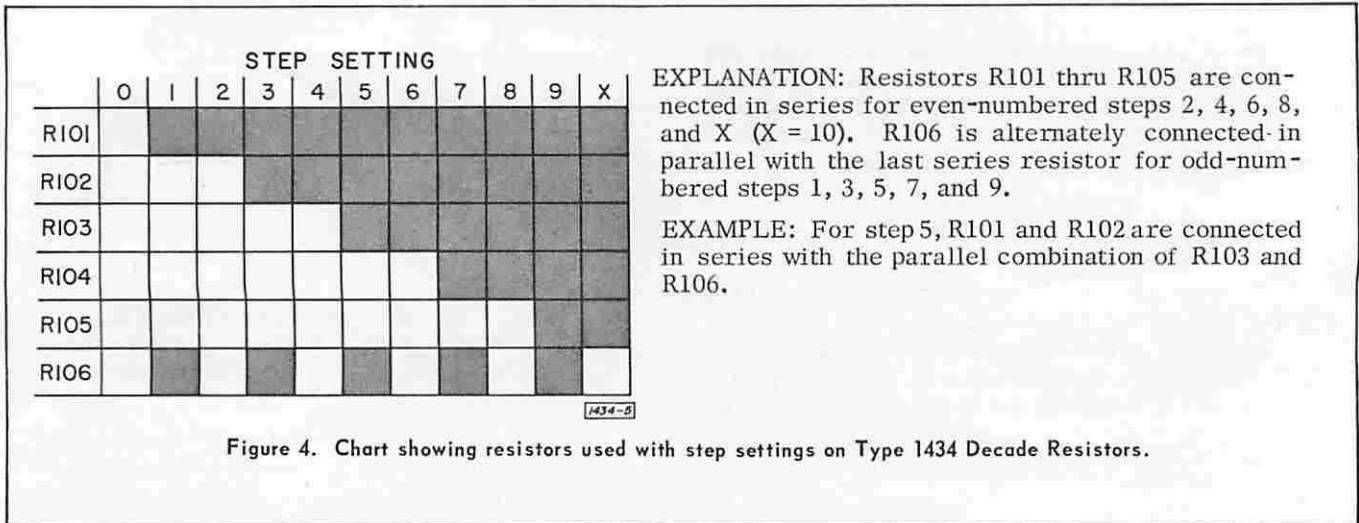 STEP SETTING
0 1 2 3 4 5 6 7 8 9 X
R101
R102
R103
R104
R105
R106
1434-5
EXPLANATION: Resistors R101 thru R105 are con-
nected in series for even-numbered steps 2, 4, 6, 8,
and X (X = 10). R106 is alternately connected in
parallel with the last series resistor for odd-num-
bered steps 1, 3, 5, 7, and 9.
EXAMPLE: For step 5, R101 and R102 are connected
in series with the parallel combination of R103 and
R106.
Figure 4. Chart showing resistors used with step settings on Type 1434 Decade Resistors.